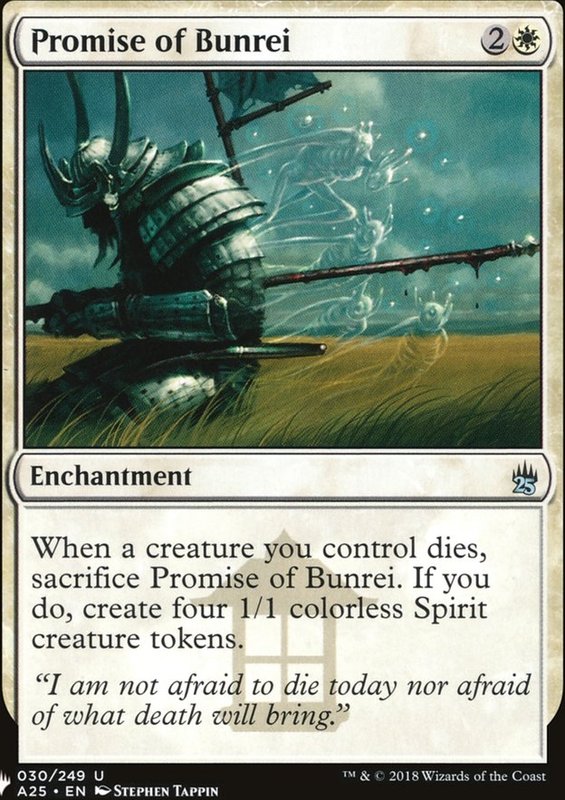 Promise of Bunrei 2
Enchantment 25
When a creature you control dies,
sacrifice Promise of Bunrei. If you
do, create four 1/1 colorless Spirit
creature tokens.
“I am not afraid to die today nor afraid
of what death will bring.”
030/249 U
A25 • EN STEPHEN TAPPIN
™ & © 2018 Wizards of the Coast